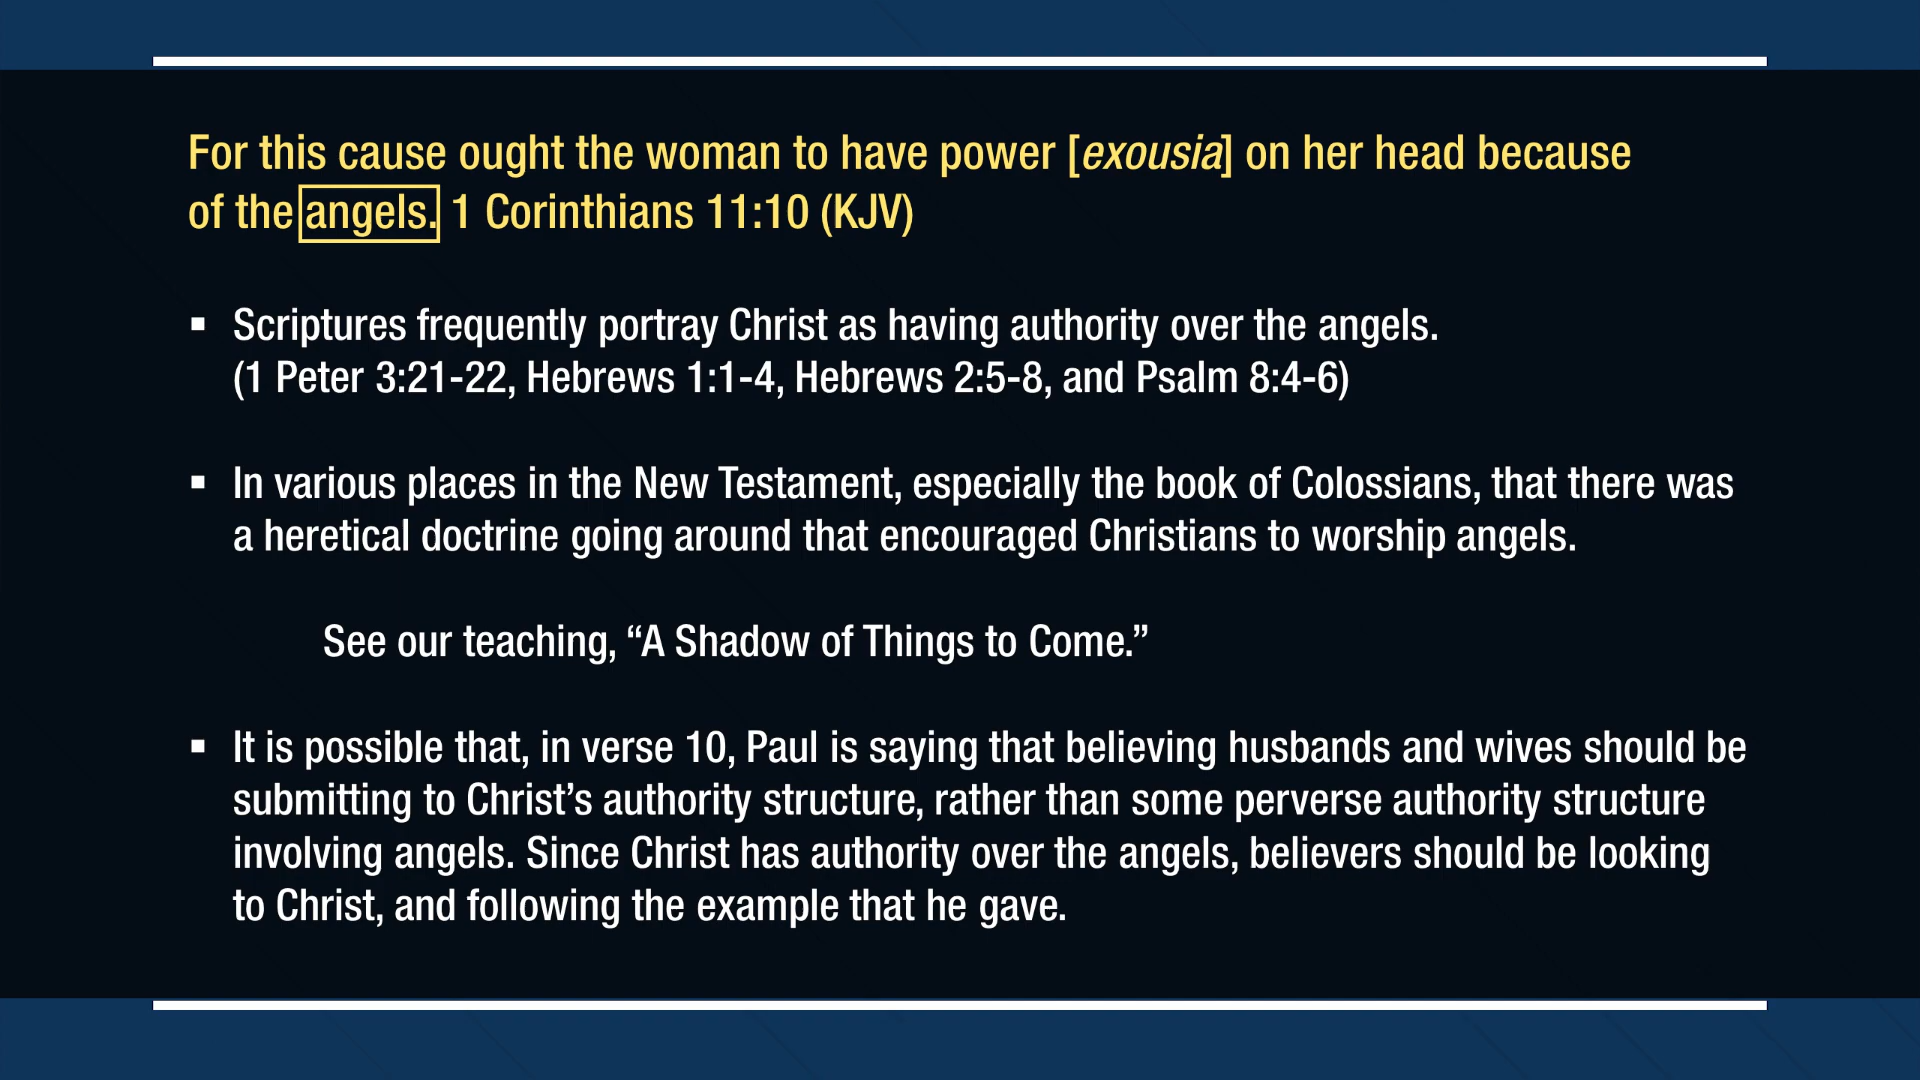 For this cause ought the woman to have power [exousia] on her head because
of the angels. 1 Corinthians 11:10 (KJV)
▪ Scriptures frequently portray Christ as having authority over the angels.
(1 Peter 3:21-22, Hebrews 1:1-4, Hebrews 2:5-8, and Psalm 8:4-6)
▪ In various places in the New Testament, especially the book of Colossians, that there was
a heretical doctrine going around that encouraged Christians to worship angels.
See our teaching, “A Shadow of Things to Come.”
▪ It is possible that, in verse 10, Paul is saying that believing husbands and wives should be
submitting to Christ’s authority structure, rather than some perverse authority structure
involving angels. Since Christ has authority over the angels, believers should be looking
to Christ, and following the example that he gave.